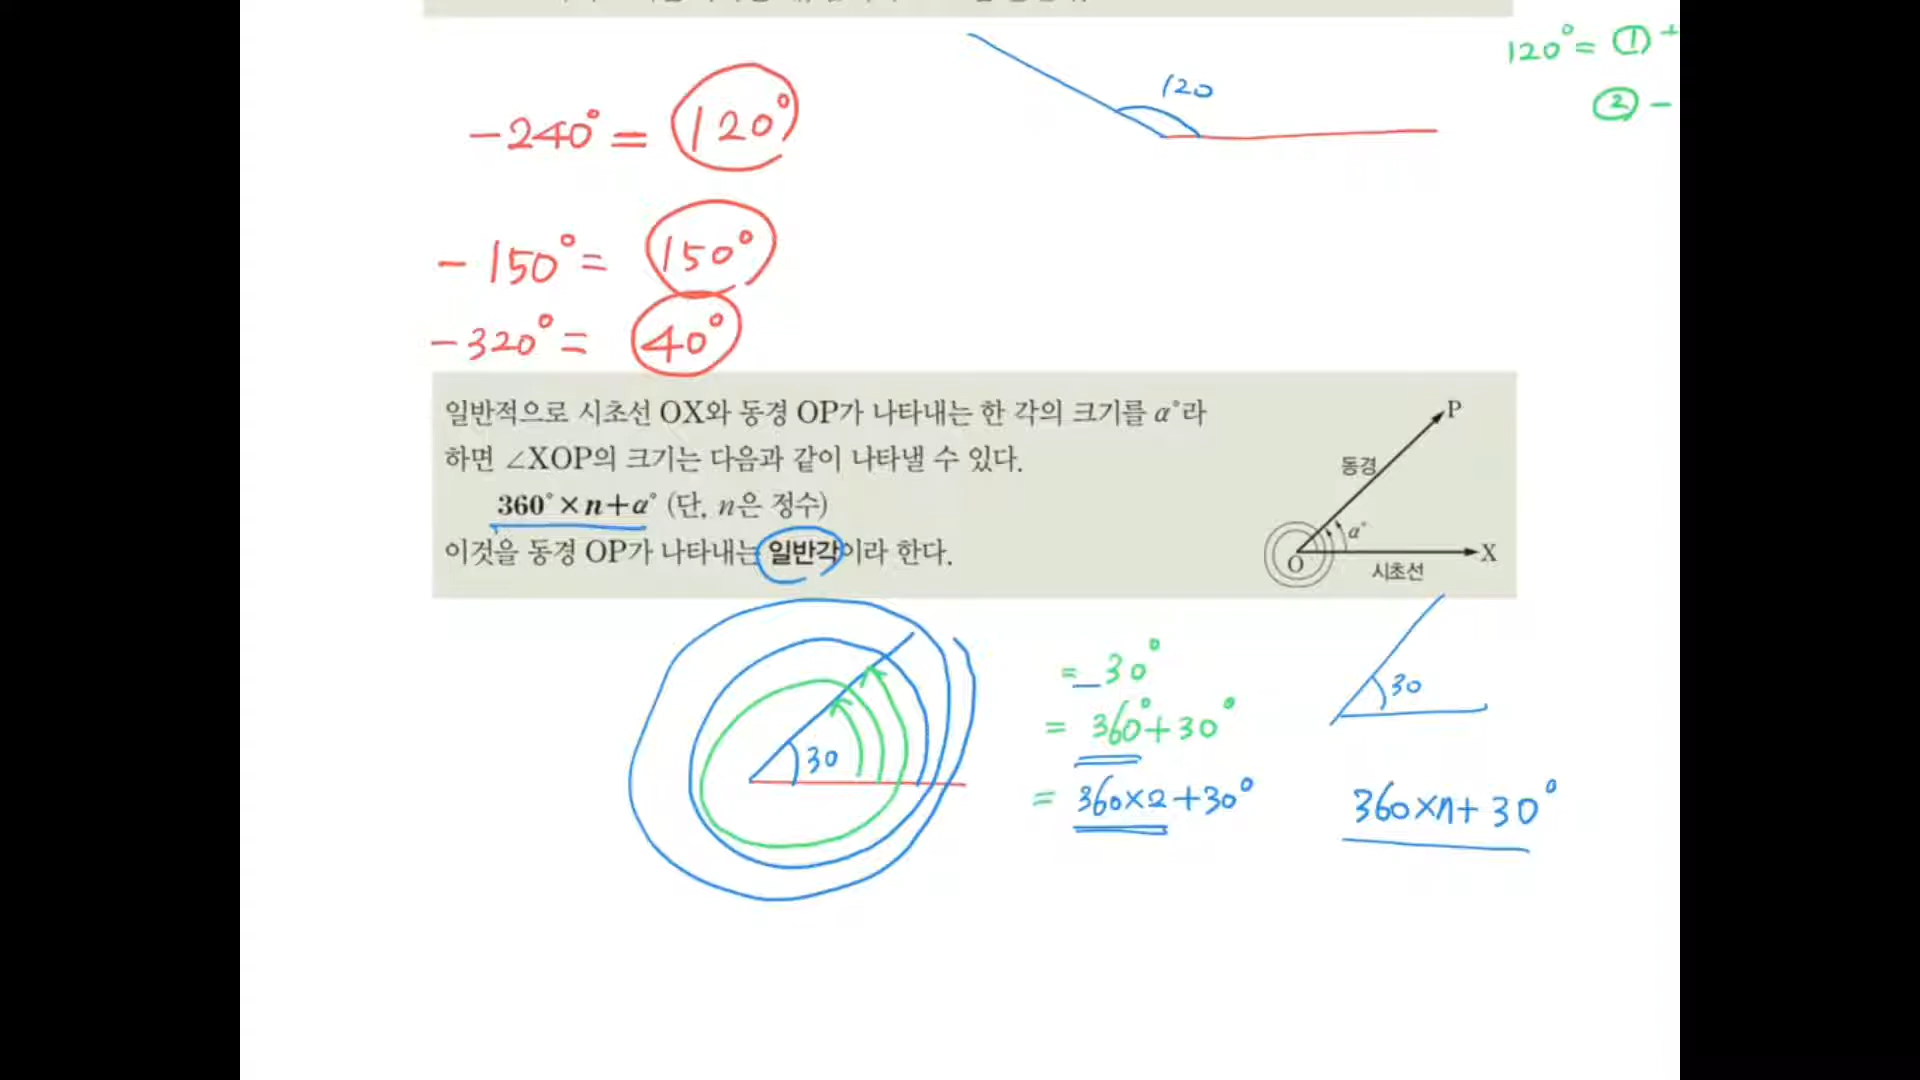 120
120°= ① +
② -
-240° = 120°
-150° = 150°
-320° = 40°
일반적으로 시초선 OX와 동경 OP가 나타내는 한 각의 크기를 α°라
하면 ∠XOP의 크기는 다음과 같이 나타낼 수 있다.
360°×n+α° (단, n은 정수)
이것을 동경 OP가 나타내는 일반각이라 한다.
P
동경
α°
O
X
시초선
30
= 30°
= 360°+30°
= 360×2+30°
30
360×n+30°